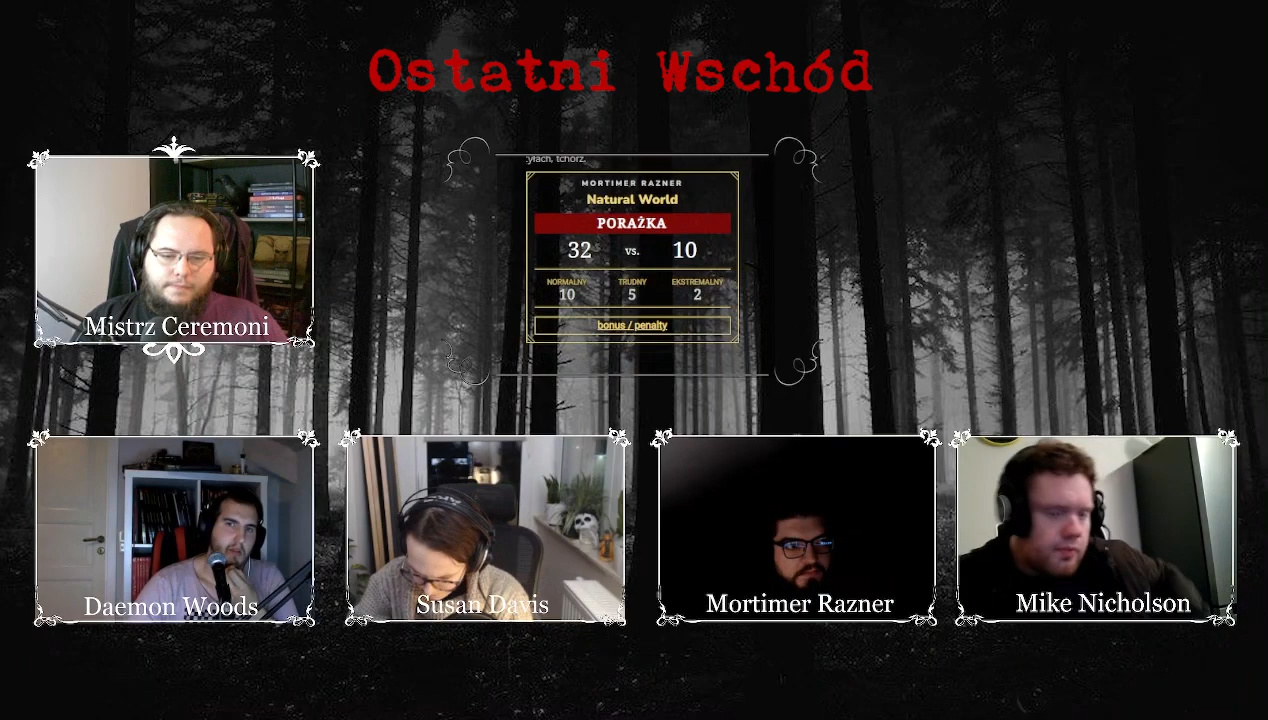 Ostatni Wschód
tchórz,
MORTIMER RAZNER
Natural World
PORAŻKA
32 vs. 10
NORMALNY TRUDNY EKSTREMALNY
10 5 2
bonus / penalty
Mistrz Ceremoni
Daemon Woods
Susan Davis
Mortimer Razner
Mike Nicholson